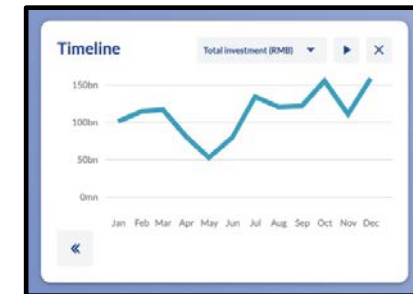 Timeline
Total investment (RMB)
150bn
100bn
50bn
0mn
Jan Feb Mar Apr May Jun Jul Aug Sep Oct Nov Dec